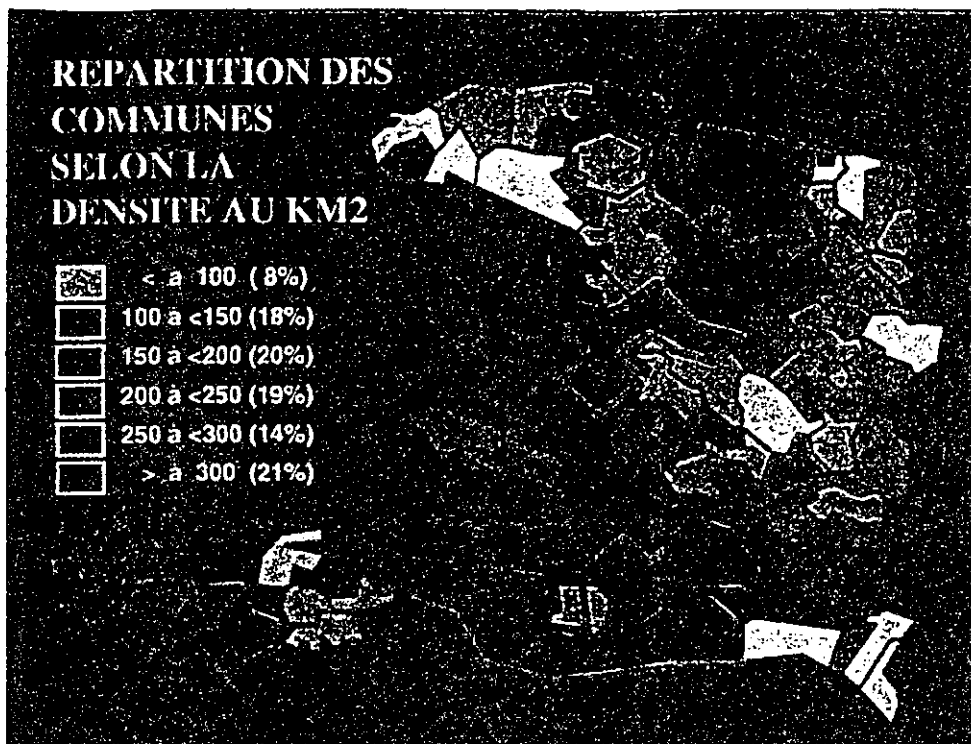 REPARTITION DES
COMMUNES
SELON LA
DENSITE AU KM2
< a 100 (8%)
100 à <150 (18%)
150 a <200 (20%)
200 à <250 (19%)
250 à <300 (14%)
> a 300 (21%)